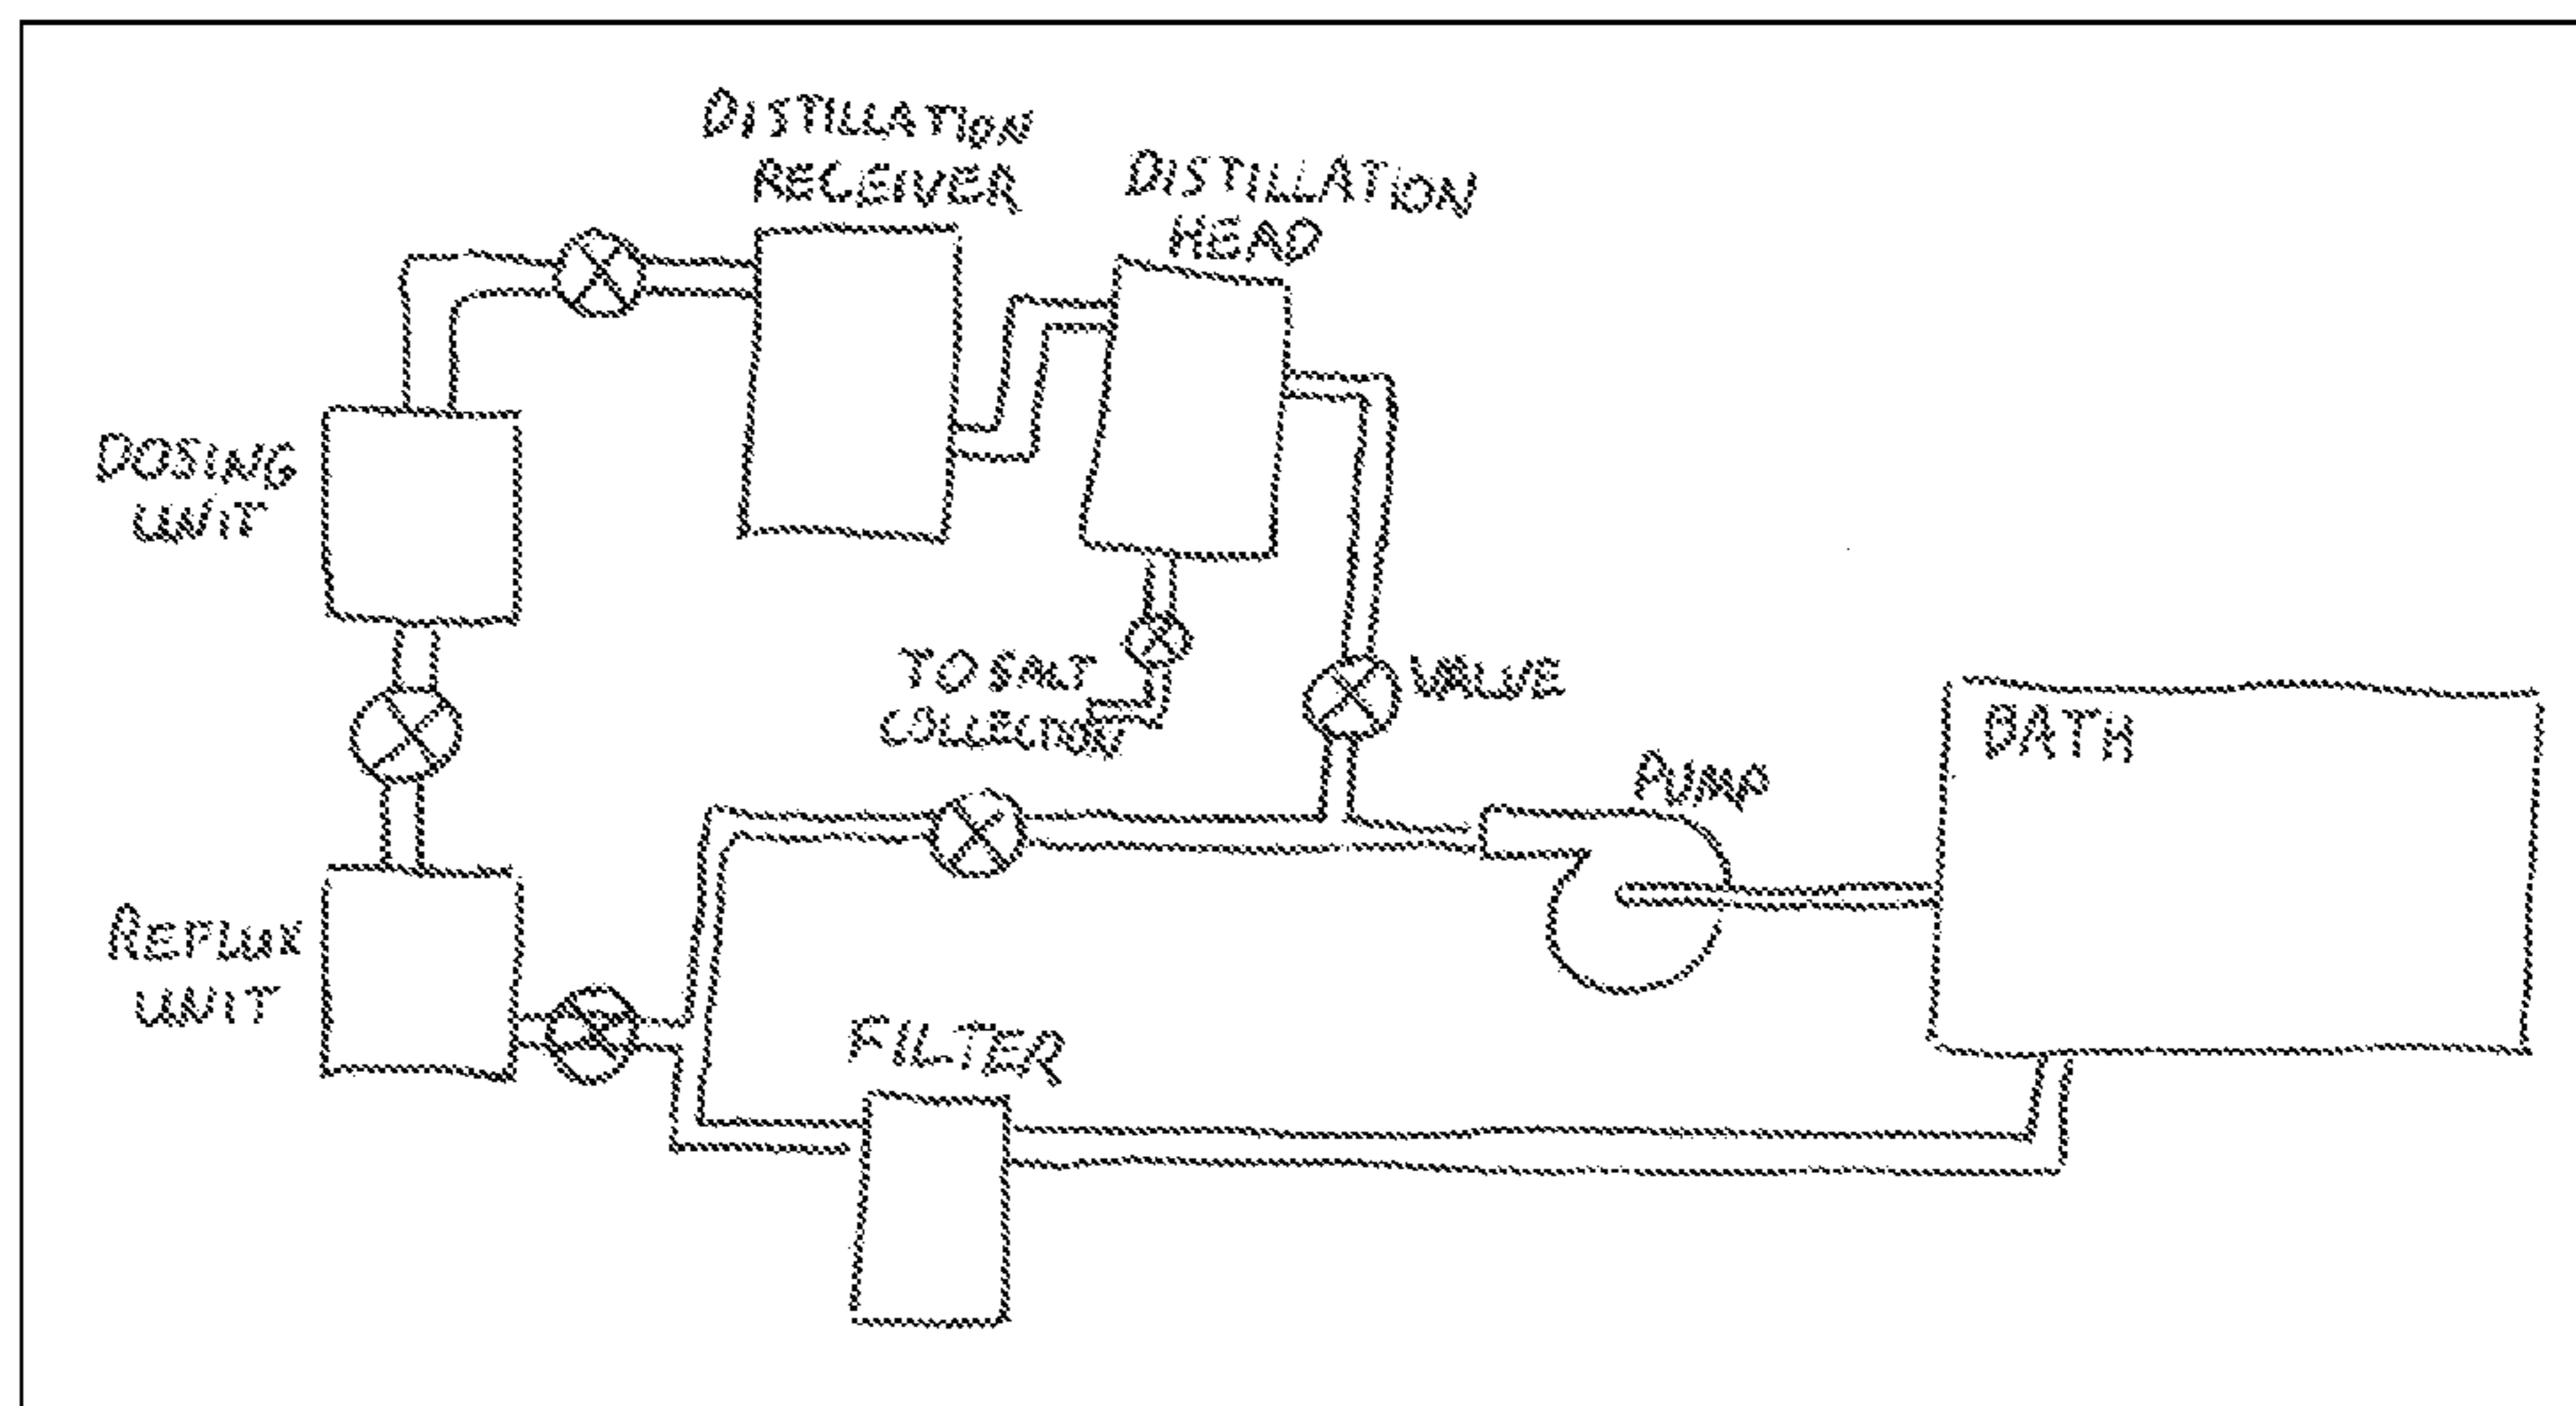 DISTILLATION
RECEIVER
DISTILLATION
HEAD
DOSING
UNIT
TO SALT
COLLECTION
VALVE
BATH
PUMP
REFLUX
UNIT
FILTER